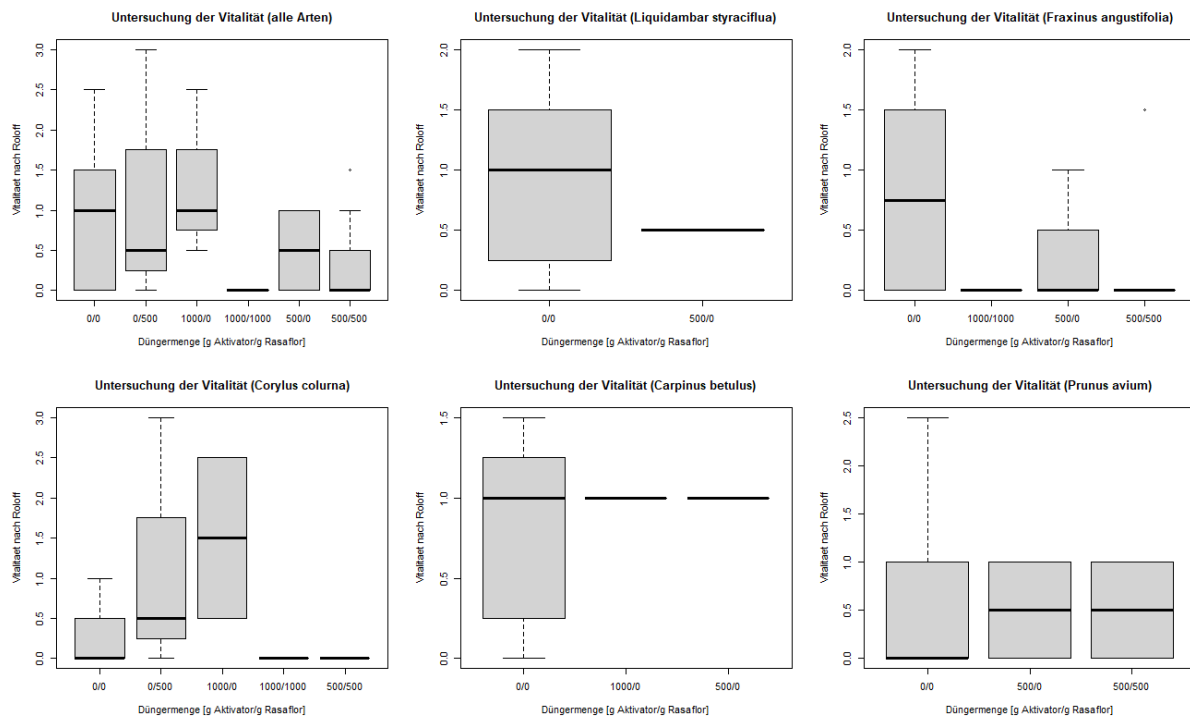 Untersuchung der Vitalität (alle Arten)
Vitalitaet nach Roloff
3.0
2.5
2.0
1.5
1.0
0.5
0.0
0/0 0/500 1000/0 1000/1000 500/0 500/500
Düngermenge [g Aktivator/g Rasaflor]
Untersuchung der Vitalität (Liquidambar styraciflua)
Vitalitaet nach Roloff
2.0
1.5
1.0
0.5
0.0
0/0 500/0
Düngermenge [g Aktivator/g Rasaflor]
Untersuchung der Vitalität (Fraxinus angustifolia)
Vitalitaet nach Roloff
2.0
1.5
1.0
0.5
0.0
0/0 1000/1000 500/0 500/500
Düngermenge [g Aktivator/g Rasaflor]
Untersuchung der Vitalität (Corylus colurna)
Vitalitaet nach Roloff
3.0
2.5
2.0
1.5
1.0
0.5
0.0
0/0 0/500 1000/0 1000/1000 500/500
Düngermenge [g Aktivator/g Rasaflor]
Untersuchung der Vitalität (Carpinus betulus)
Vitalitaet nach Roloff
1.5
1.0
0.5
0.0
0/0 1000/0 500/0
Düngermenge [g Aktivator/g Rasaflor]
Untersuchung der Vitalität (Prunus avium)
Vitalitaet nach Roloff
2.5
2.0
1.5
1.0
0.5
0.0
0/0 500/0 500/500
Düngermenge [g Aktivator/g Rasaflor]